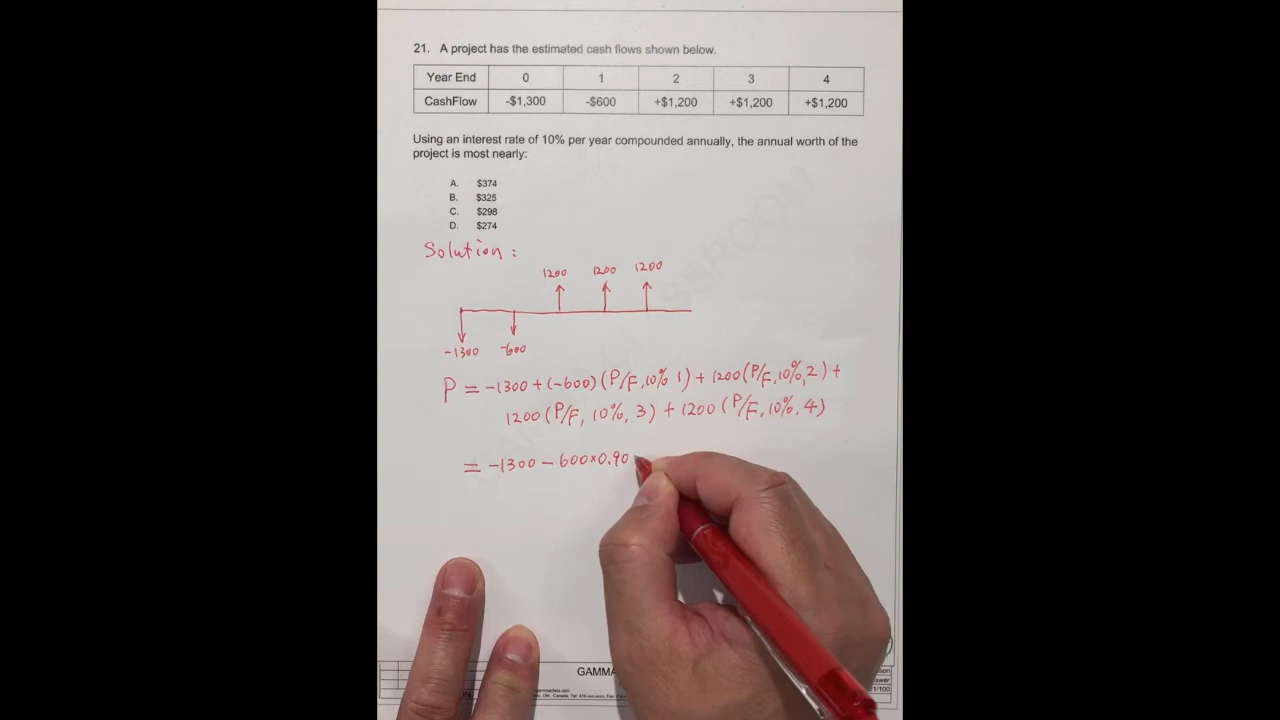 21. A project has the estimated cash flows shown below.
Year End 0 1 2 3 4
CashFlow -$1,300 -$600 +$1,200 +$1,200 +$1,200
Using an interest rate of 10% per year compounded annually, the annual worth of the
project is most nearly:
A. $374
B. $325
C. $298
D. $274
Solution:
1200 1200 1200
-1300 -600
P = -1300 + (-600) (P/F, 10% 1) + 1200 (P/F, 10%, 2) +
1200 (P/F, 10%, 3) + 1200 (P/F, 10%, 4)
= -1300 - 600×0.90
GAMMA